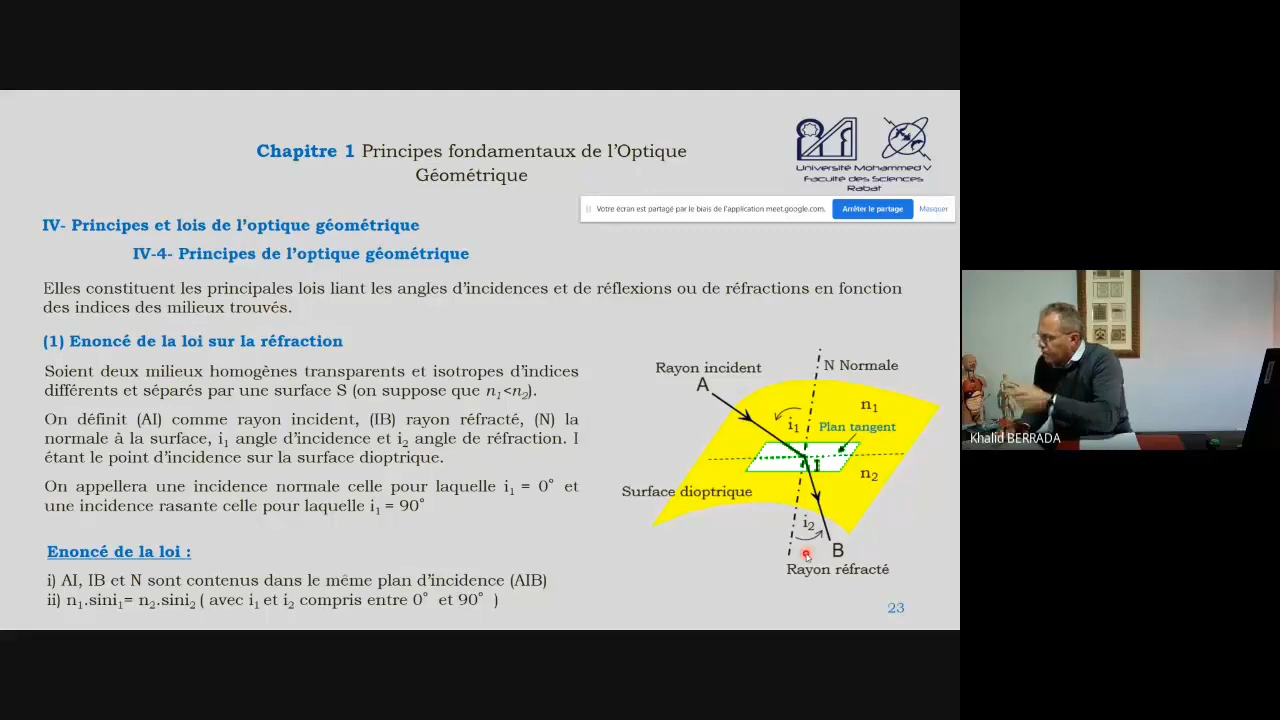 Chapitre 1 Principes fondamentaux de l'Optique
Géométrique
Université Mohammed V
Faculté des Sciences
Rabat
Votre écran est partagé par le biais de l'application meet.google.com.
Arrêter le partage
Masquer
IV- Principes et lois de l'optique géométrique
IV-4- Principes de l'optique géométrique
Elles constituent les principales lois liant les angles d'incidences et de réflexions ou de réfractions en fonction
des indices des milieux trouvés.
(1) Enoncé de la loi sur la réfraction
Soient deux milieux homogènes transparents et isotropes d'indices
différents et séparés par une surface S (on suppose que n₁<n₂).
On définit (AI) comme rayon incident, (IB) rayon réfracté, (N) la
normale à la surface, i₁ angle d'incidence et i₂ angle de réfraction. I
étant le point d'incidence sur la surface dioptrique.
On appellera une incidence normale celle pour laquelle i₁ = 0° et
une incidence rasante celle pour laquelle i₁ = 90°
Enoncé de la loi :
i) AI, IB et N sont contenus dans le même plan d'incidence (AIB)
ii) n₁.sini₁= n₂.sini₂ ( avec i₁ et i₂ compris entre 0° et 90° )
Rayon incident
A
N Normale
n₁
i₁
Plan tangent
I
n₂
Surface dioptrique
i₂
B
Rayon réfracté
23
Khalid BERRADA